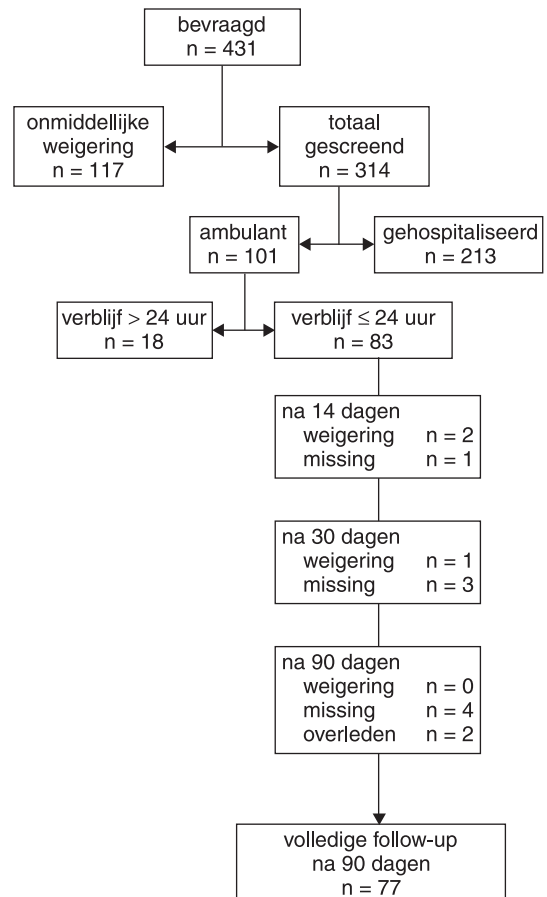 bevraagd
n = 431
onmiddellijke
weigering
n = 117
totaal
gescreend
n = 314
ambulant
n = 101
gehospitaliseerd
n = 213
verblijf > 24 uur
n = 18
verblijf ≤ 24 uur
n = 83
na 14 dagen
weigering n = 2
missing n = 1
na 30 dagen
weigering n = 1
missing n = 3
na 90 dagen
weigering n = 0
missing n = 4
overleden n = 2
volledige follow-up
na 90 dagen
n = 77